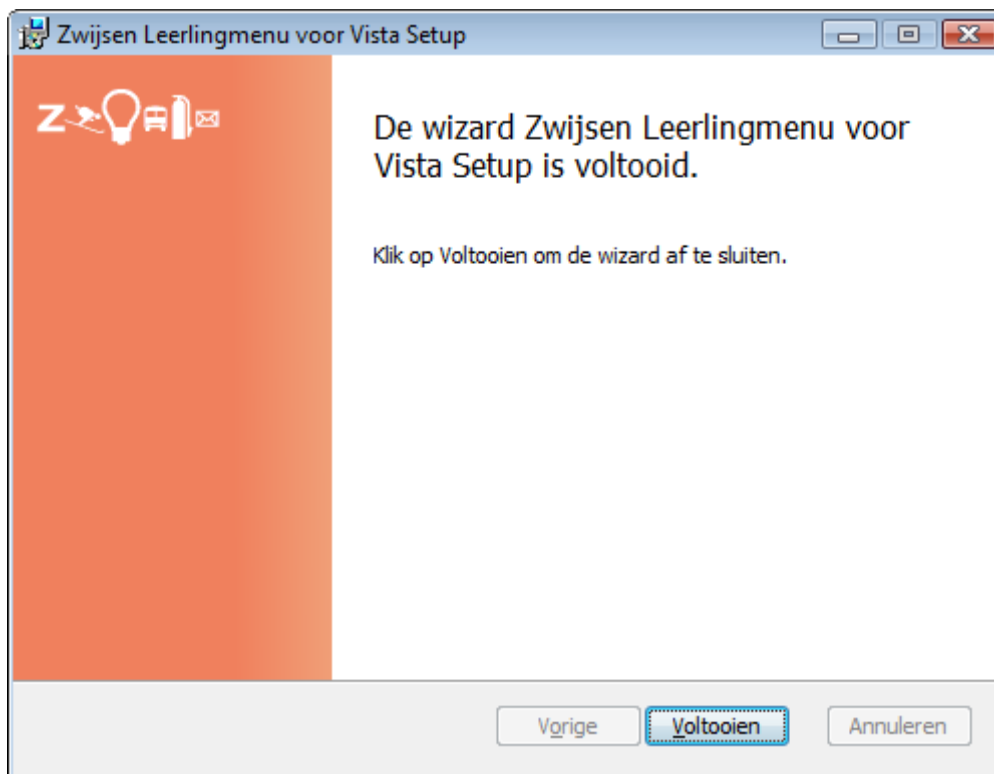 Zwijsen Leerlingmenu voor Vista Setup
De wizard Zwijsen Leerlingmenu voor
Vista Setup is voltooid.
Klik op Voltooien om de wizard af te sluiten.
Vorige Voltooien Annuleren